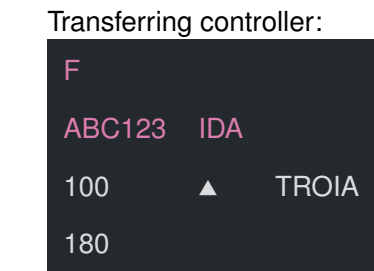 Transferring controller:
F
ABC123 IDA
100 ▲ TROIA
180